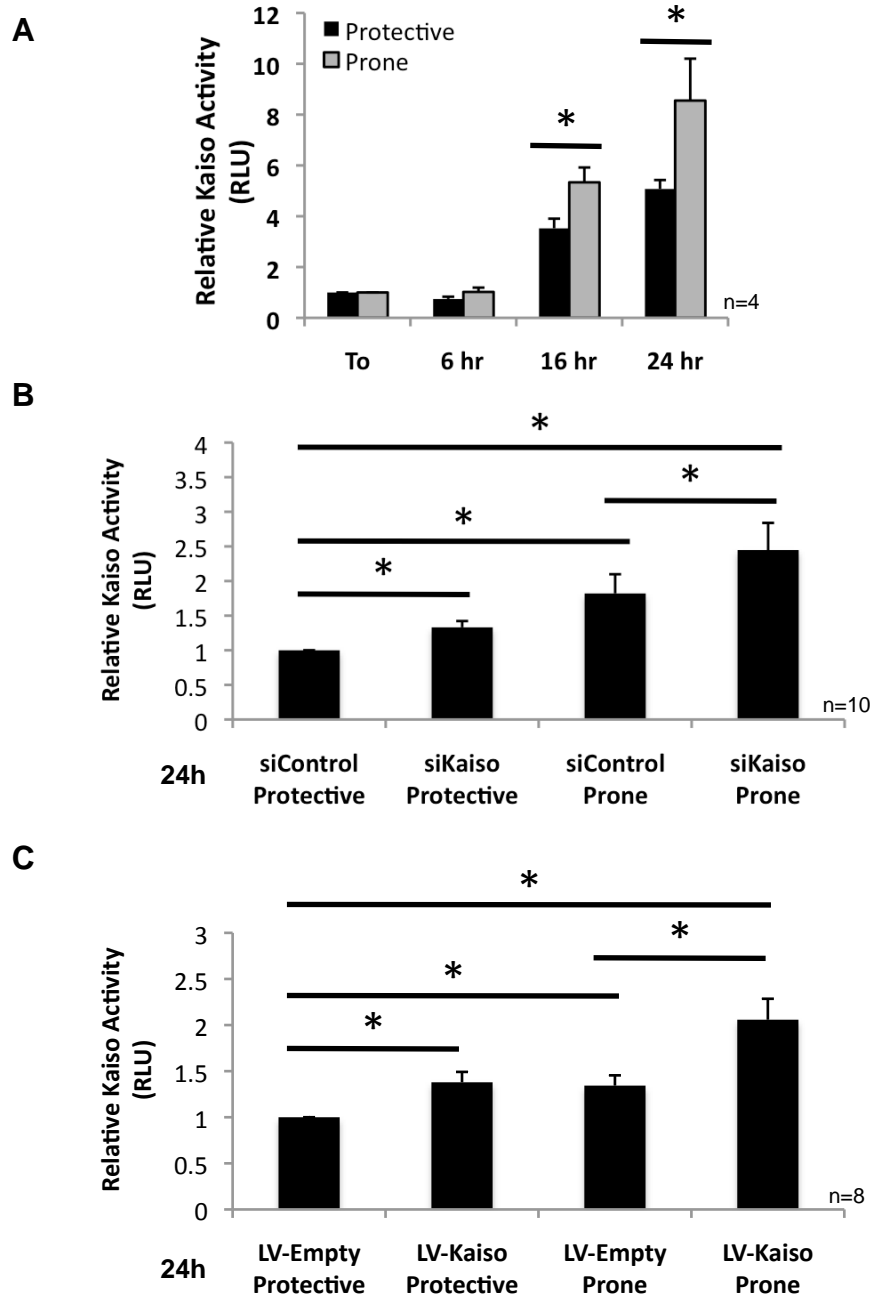 A
Relative Kaiso Activity
(RLU)
12
10
8
6
4
2
0
Protective
Prone
*
*
n=4
To 6 hr 16 hr 24 hr
B
Relative Kaiso Activity
(RLU)
4
3.5
3
2.5
2
1.5
1
0.5
0
*
*
*
*
n=10
24h
siControl siKaiso siControl siKaiso
Protective Protective Prone Prone
C
Relative Kaiso Activity
(RLU)
3
2.5
2
1.5
1
0.5
0
*
*
*
*
n=8
24h
LV-Empty LV-Kaiso LV-Empty LV-Kaiso
Protective Protective Prone Prone